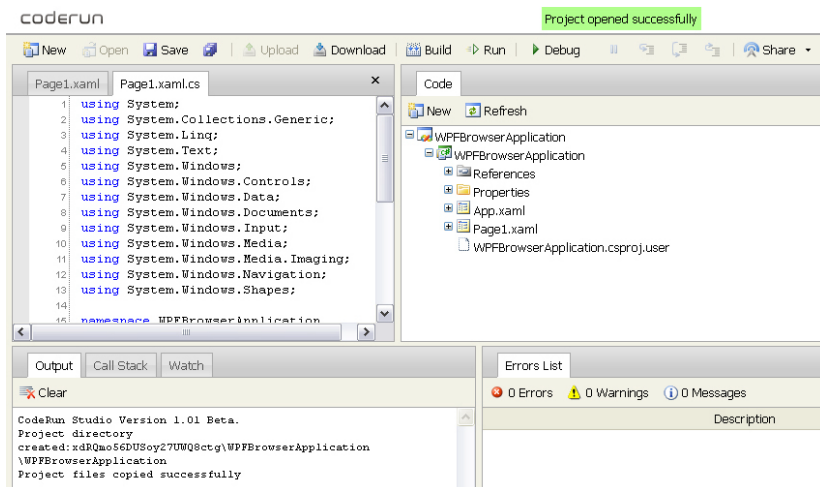 coderun
Project opened successfully
New Open Save Upload Download Build Run Debug Share
Page1.xaml Page1.xaml.cs x
1 using System;
2 using System.Collections.Generic;
3 using System.Linq;
4 using System.Text;
5 using System.Windows;
6 using System.Windows.Controls;
7 using System.Windows.Data;
8 using System.Windows.Documents;
9 using System.Windows.Input;
10 using System.Windows.Media;
11 using System.Windows.Media.Imaging;
12 using System.Windows.Navigation;
13 using System.Windows.Shapes;
14
15 namespace WPFBrowserApplication
Code
New Refresh
WPFBrowserApplication
WPFBrowserApplication
References
Properties
App.xaml
Page1.xaml
WPFBrowserApplication.csproj.user
Output Call Stack Watch
Clear
CodeRun Studio Version 1.01 Beta.
Project directory
created:xdRQmo56DUSoy27UWQ8ctg\WPFBrowserApplication
\WPFBrowserApplication
Project files copied successfully
Errors List
0 Errors 0 Warnings 0 Messages
Description